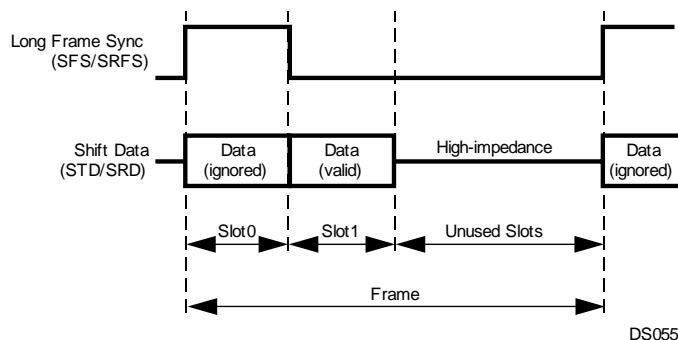 Long Frame Sync
(SFS/SRFS)
Shift Data
(STD/SRD)
Data
(ignored)
Data
(valid)
High-impedance
Data
(ignored)
Slot0
Slot1
Unused Slots
Frame
DS055